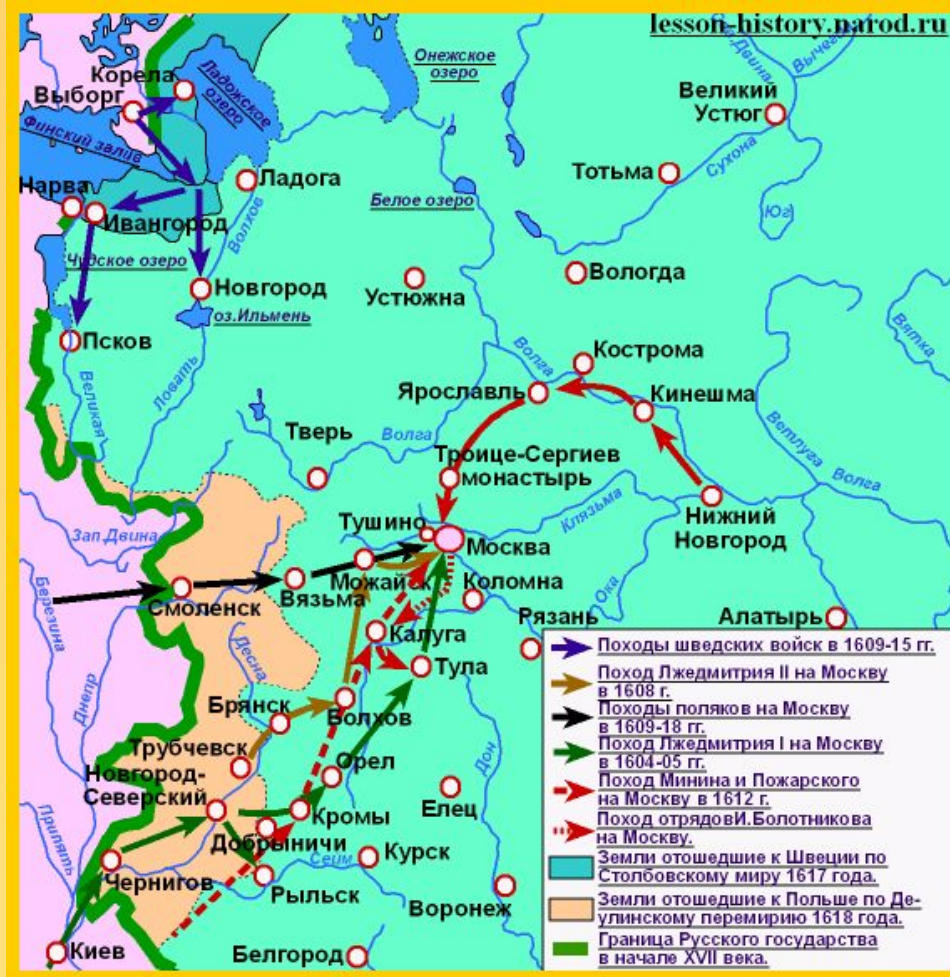 lesson-history.narod.ru
Онежское
озеро
Вычегда
Корела
Выборг
Ладожское
озеро
Финский залив
Великий
Устюг
Сухона
Тотьма
Юг
Ладога
Нарва
Ивангород
Волхов
Белое озеро
Чудское озеро
Новгород
Устюжна
Вологда
оз.Ильмень
Псков
Великая
Ловать
Вятка
Волга
Кострома
Ярославль
Кинешма
Тверь
Волга
Ветлуга
Волга
Троице-Сергиев
монастырь
Клязьма
Нижний
Новгород
Зап.Двина
Тушино
Москва
Березина
Смоленск
Вязьма
Можайск
Коломна
Ока
Рязань
Алатырь
Калуга
Тула
Днепр
Десна
Брянск
Волхов
Трубчевск
Дон
Новгород-
Северский
Орел
Елец
Кромы
Добрыничи
Припять
Сейм
Курск
Чернигов
Рыльск
Воронеж
Киев
Белгород
Походы шведских войск в 1609-15 гг.
Поход Лжедмитрия II на Москву
в 1608 г.
Походы поляков на Москву
в 1609-18 гг.
Поход Лжедмитрия I на Москву
в 1604-05 гг.
Поход Минина и Пожарского
на Москву в 1612 г.
Поход отрядовИ.Болотникова
на Москву.
Земли отошедшие к Швеции по
Столбовскому миру 1617 года.
Земли отошедшие к Польше по Де-
улинскому перемирию 1618 года.
Граница Русского государства
в начале XVII века.